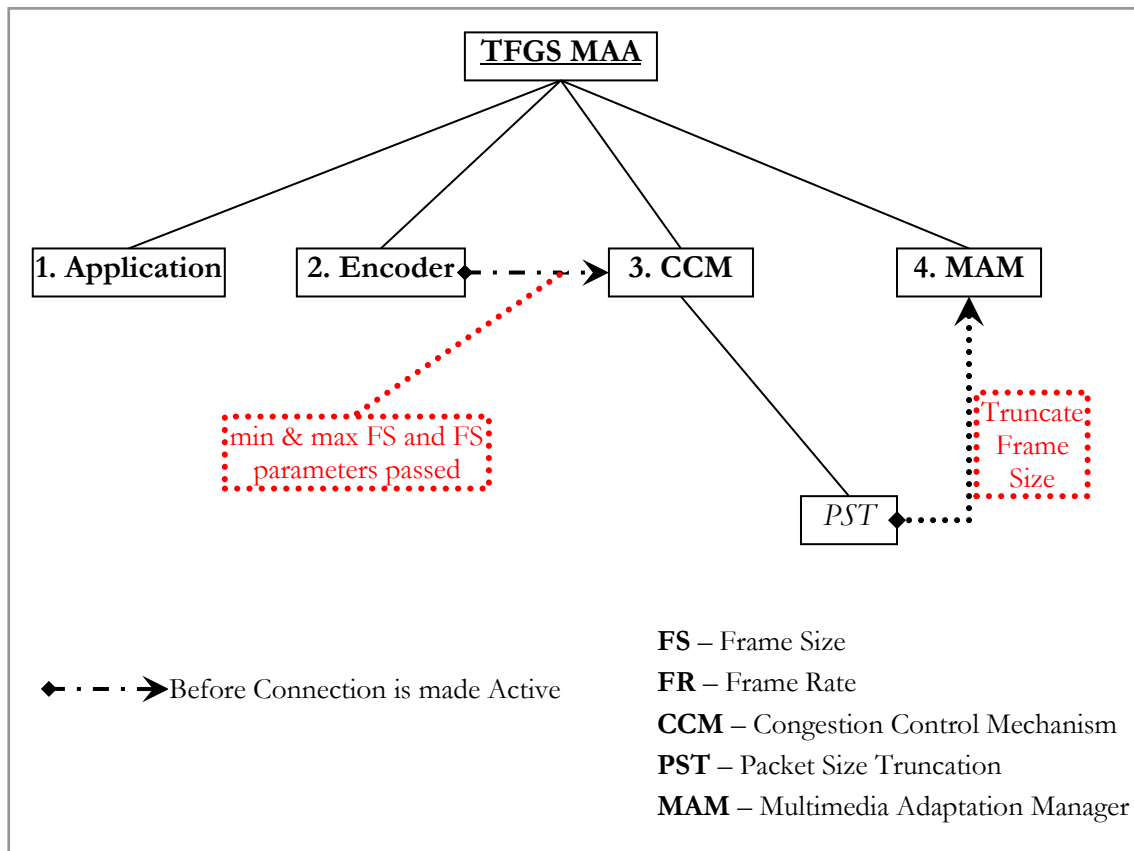 TFGS MAA
1. Application
2. Encoder
3. CCM
4. MAM
min & max FS and FS
parameters passed
Truncate
Frame
Size
PST
Before Connection is made Active
FS – Frame Size
FR – Frame Rate
CCM – Congestion Control Mechanism
PST – Packet Size Truncation
MAM – Multimedia Adaptation Manager